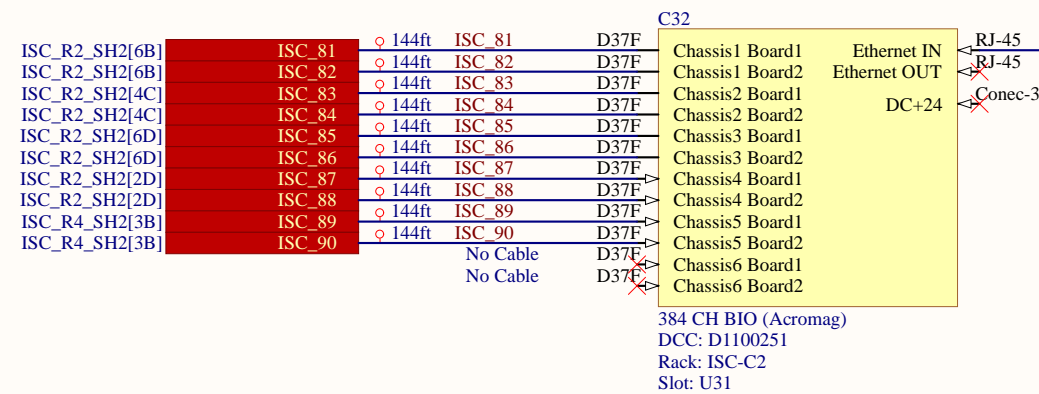 C32
ISC_R2_SH2[6B] ISC_81 144ft ISC_81 D37F Chassis1 Board1 Ethernet IN RJ-45
ISC_R2_SH2[6B] ISC_82 144ft ISC_82 D37F Chassis1 Board2 Ethernet OUT RJ-45
ISC_R2_SH2[4C] ISC_83 144ft ISC_83 D37F Chassis2 Board1
ISC_R2_SH2[4C] ISC_84 144ft ISC_84 D37F Chassis2 Board2 DC+24 Conec-3
ISC_R2_SH2[6D] ISC_85 144ft ISC_85 D37F Chassis3 Board1
ISC_R2_SH2[6D] ISC_86 144ft ISC_86 D37F Chassis3 Board2
ISC_R2_SH2[2D] ISC_87 144ft ISC_87 D37F Chassis4 Board1
ISC_R2_SH2[2D] ISC_88 144ft ISC_88 D37F Chassis4 Board2
ISC_R4_SH2[3B] ISC_89 144ft ISC_89 D37F Chassis5 Board1
ISC_R4_SH2[3B] ISC_90 144ft ISC_90 D37F Chassis5 Board2
No Cable D37F Chassis6 Board1
No Cable D37F Chassis6 Board2
384 CH BIO (Acromag)
DCC: D1100251
Rack: ISC-C2
Slot: U31